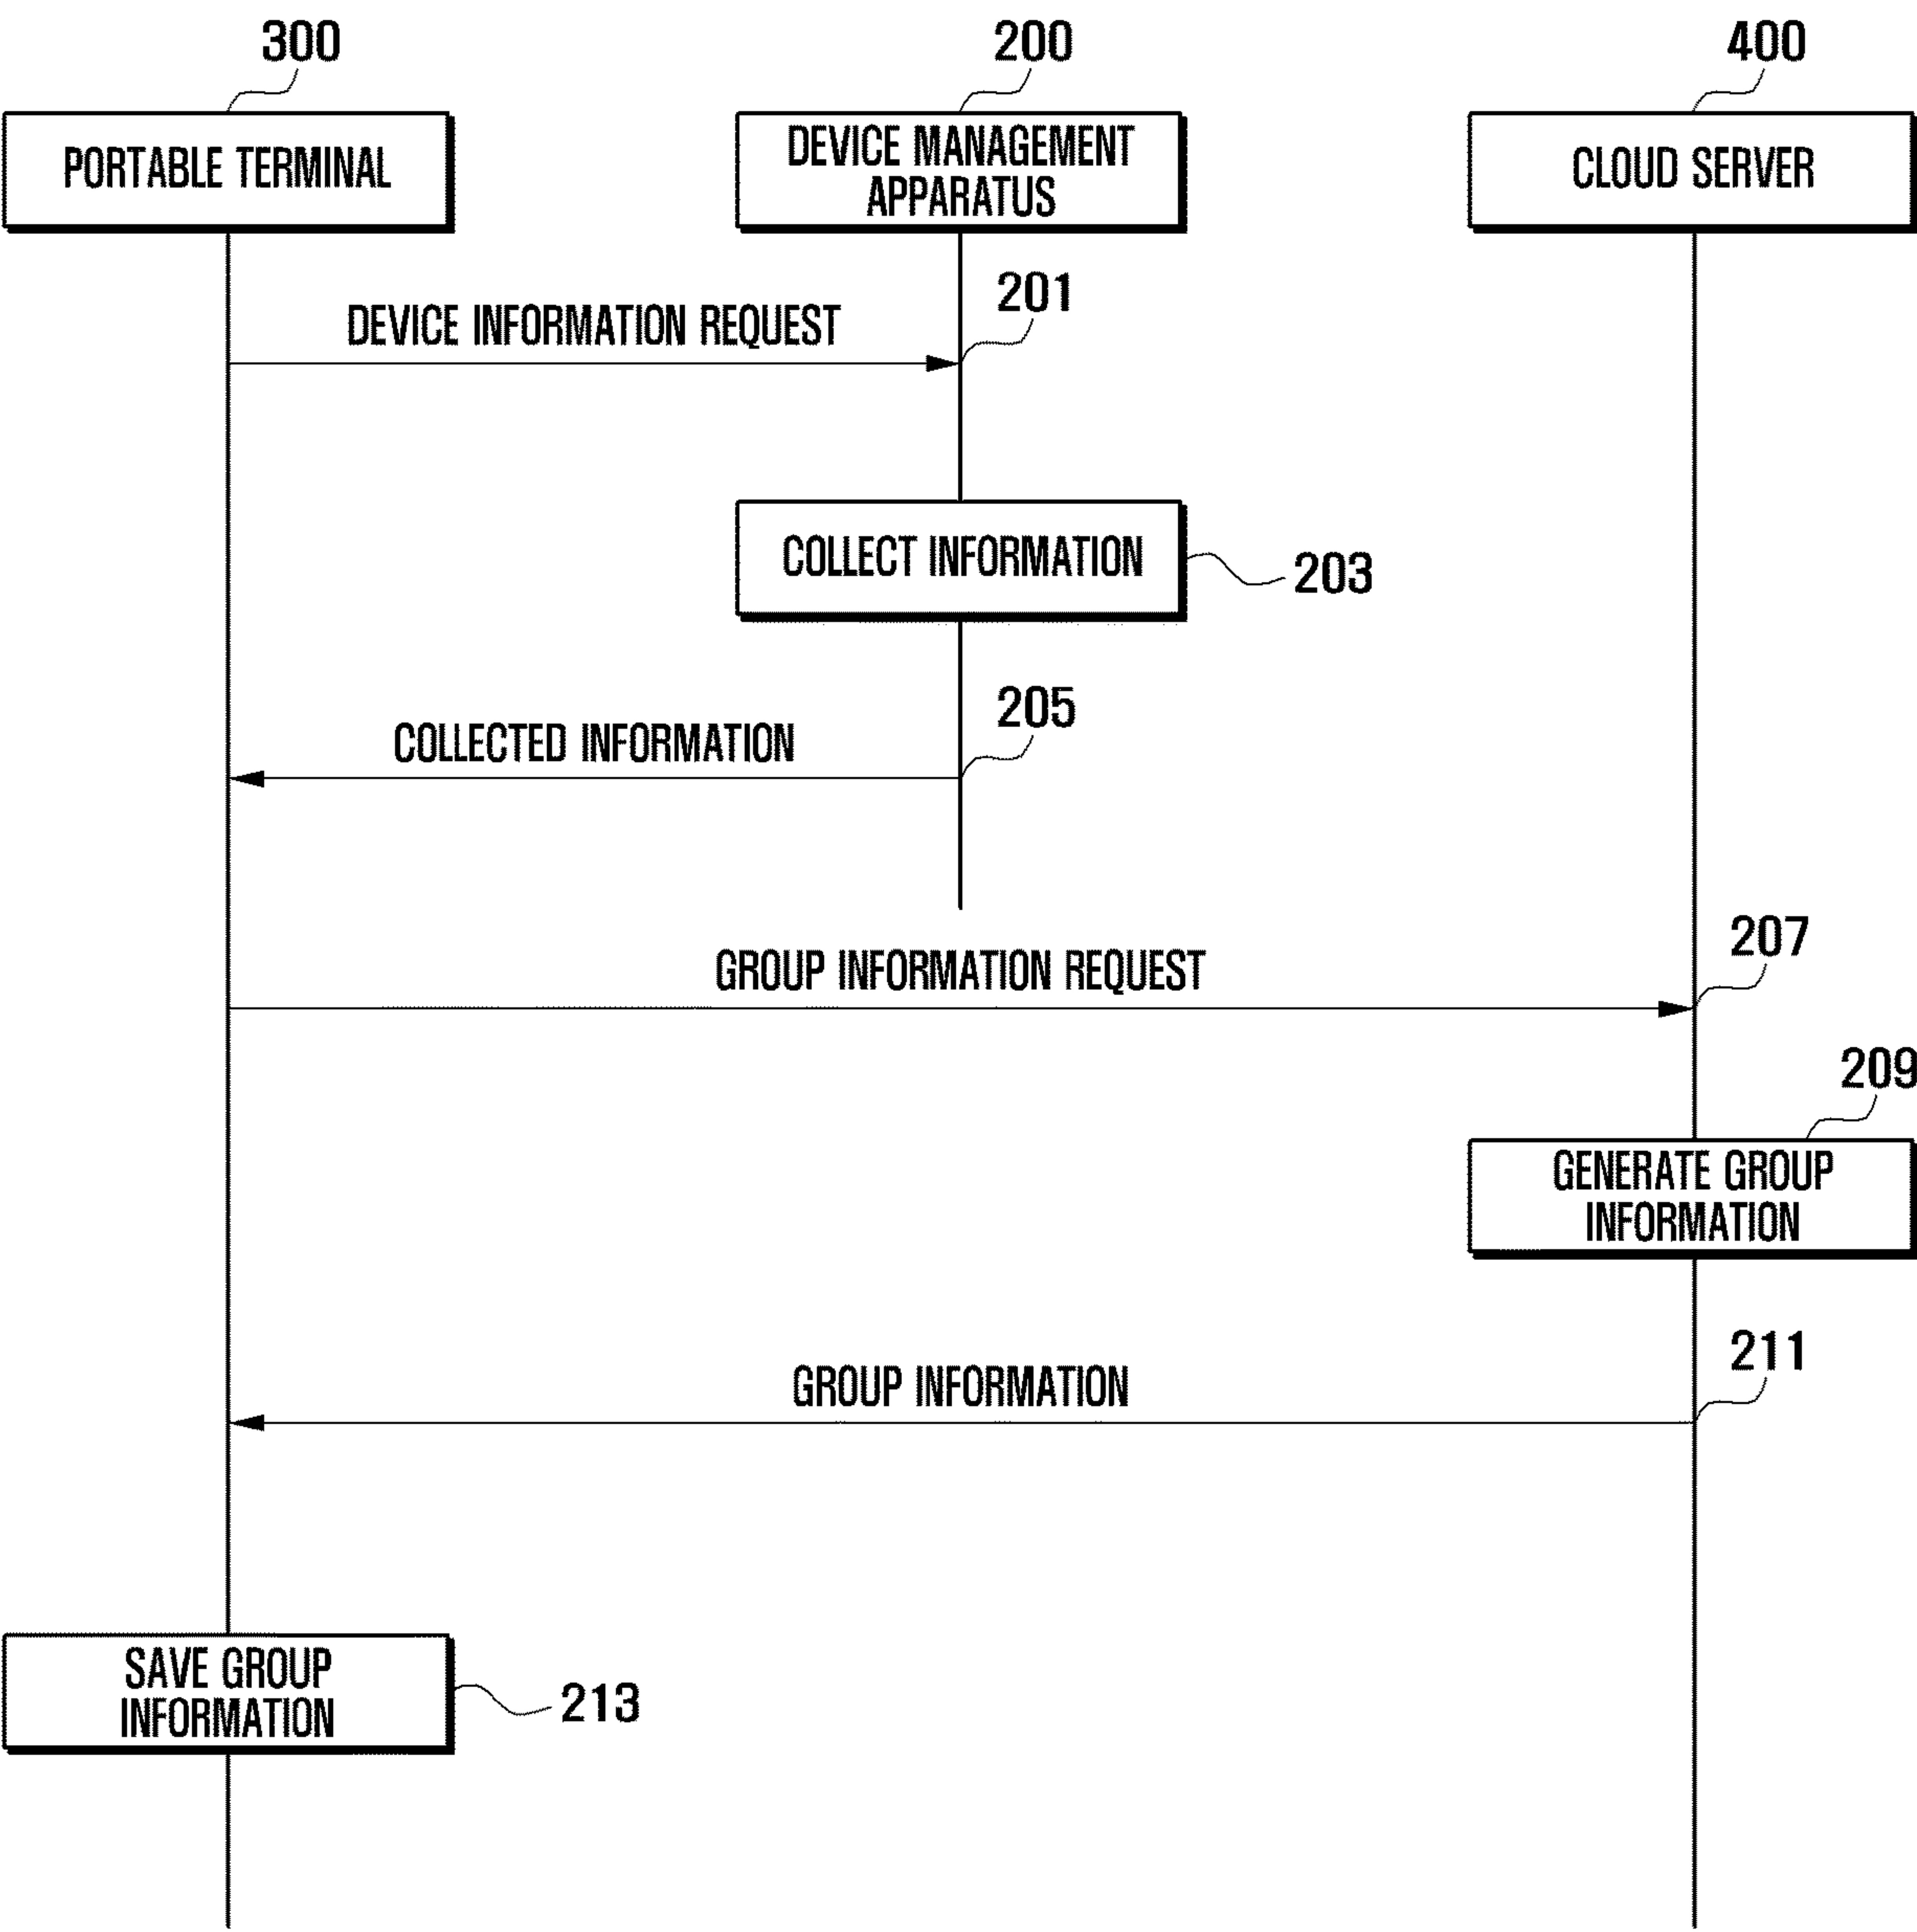 300
200
400
PORTABLE TERMINAL
DEVICE MANAGEMENT
APPARATUS
CLOUD SERVER
201
DEVICE INFORMATION REQUEST
COLLECT INFORMATION
203
205
COLLECTED INFORMATION
207
GROUP INFORMATION REQUEST
209
GENERATE GROUP
INFORMATION
211
GROUP INFORMATION
SAVE GROUP
INFORMATION
213